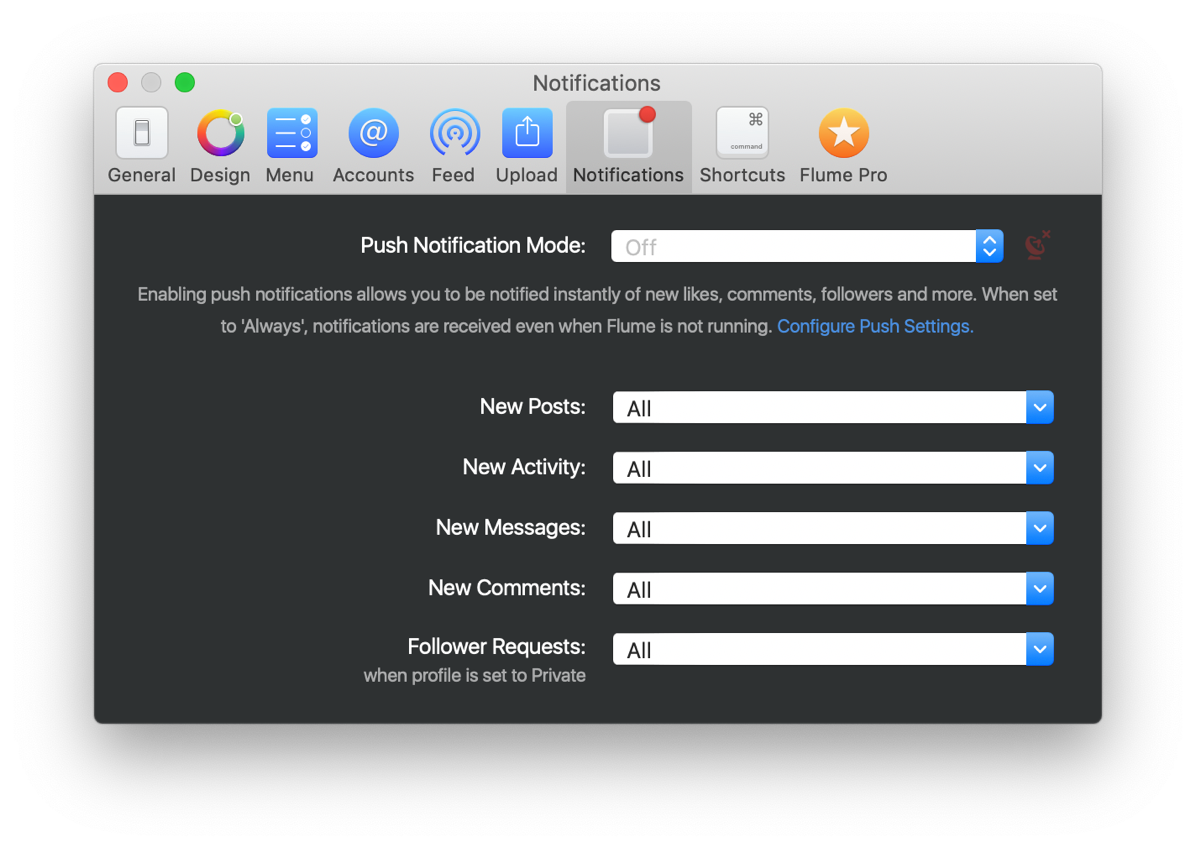 Notifications
General Design Menu Accounts Feed Upload Notifications Shortcuts Flume Pro
⌘
command
Push Notification Mode: Off
Enabling push notifications allows you to be notified instantly of new likes, comments, followers and more. When set
to 'Always', notifications are received even when Flume is not running. Configure Push Settings.
New Posts: All
New Activity: All
New Messages: All
New Comments: All
Follower Requests: All
when profile is set to Private